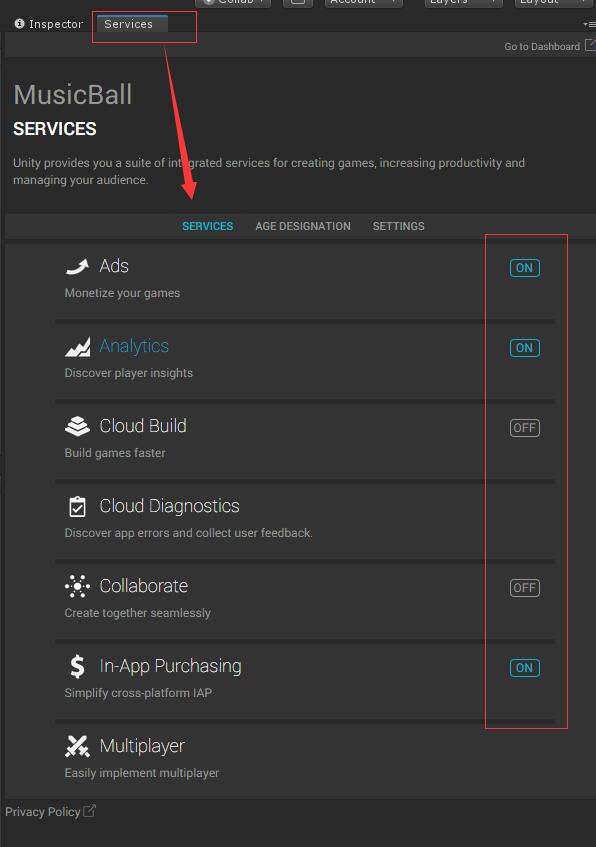 Collab
Account
Layers
Layout
Inspector
Services
Go to Dashboard
MusicBall
SERVICES
Unity provides you a suite of integrated services for creating games, increasing productivity and
managing your audience.
SERVICES
AGE DESIGNATION
SETTINGS
Ads
ON
Monetize your games
Analytics
ON
Discover player insights
Cloud Build
OFF
Build games faster
Cloud Diagnostics
Discover app errors and collect user feedback.
Collaborate
OFF
Create together seamlessly
In-App Purchasing
ON
Simplify cross-platform IAP
Multiplayer
Easily implement multiplayer
Privacy Policy